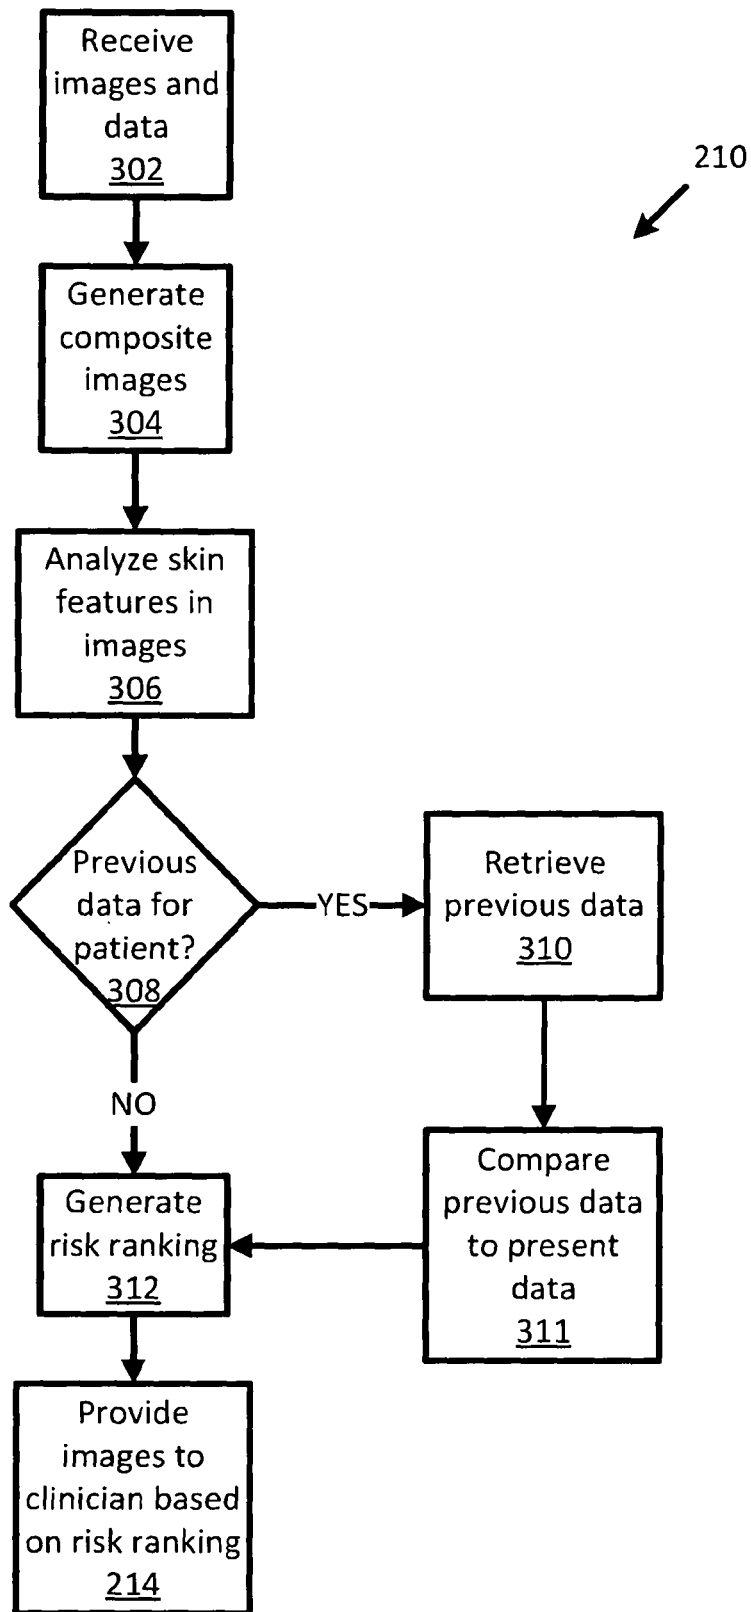 Receive
images and
data
302
210
Generate
composite
images
304
Analyze skin
features in
images
306
Previous
data for
patient?
308
YES
Retrieve
previous data
310
NO
Compare
previous data
to present
data
311
Generate
risk ranking
312
Provide
images to
clinician based
on risk ranking
214